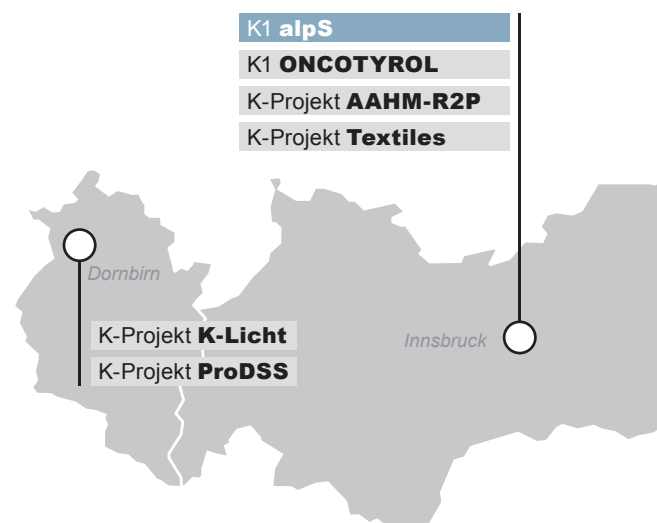 K1 alpS
K1 ONCOTYROL
K-Projekt AAHM-R2P
K-Projekt Textiles
Dornbirn
K-Projekt K-Licht
Innsbruck
K-Projekt ProDSS